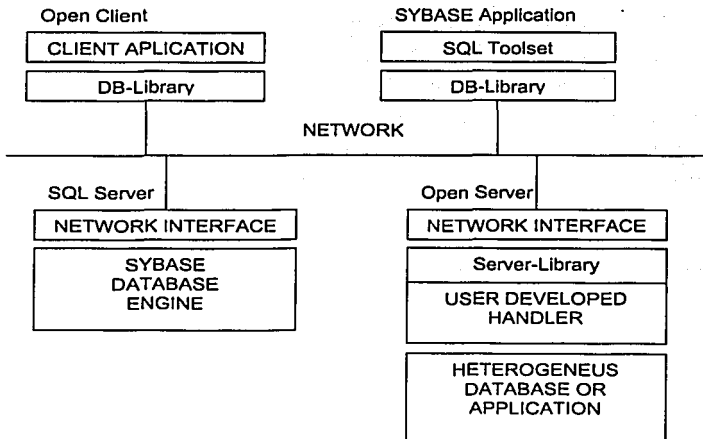 Open Client
CLIENT APLICATION
DB-Library
SYBASE Application
SQL Toolset
DB-Library
NETWORK
SQL Server
NETWORK INTERFACE
SYBASE
DATABASE
ENGINE
Open Server
NETWORK INTERFACE
Server-Library
USER DEVELOPED
HANDLER
HETEROGENEUS
DATABASE OR
APPLICATION